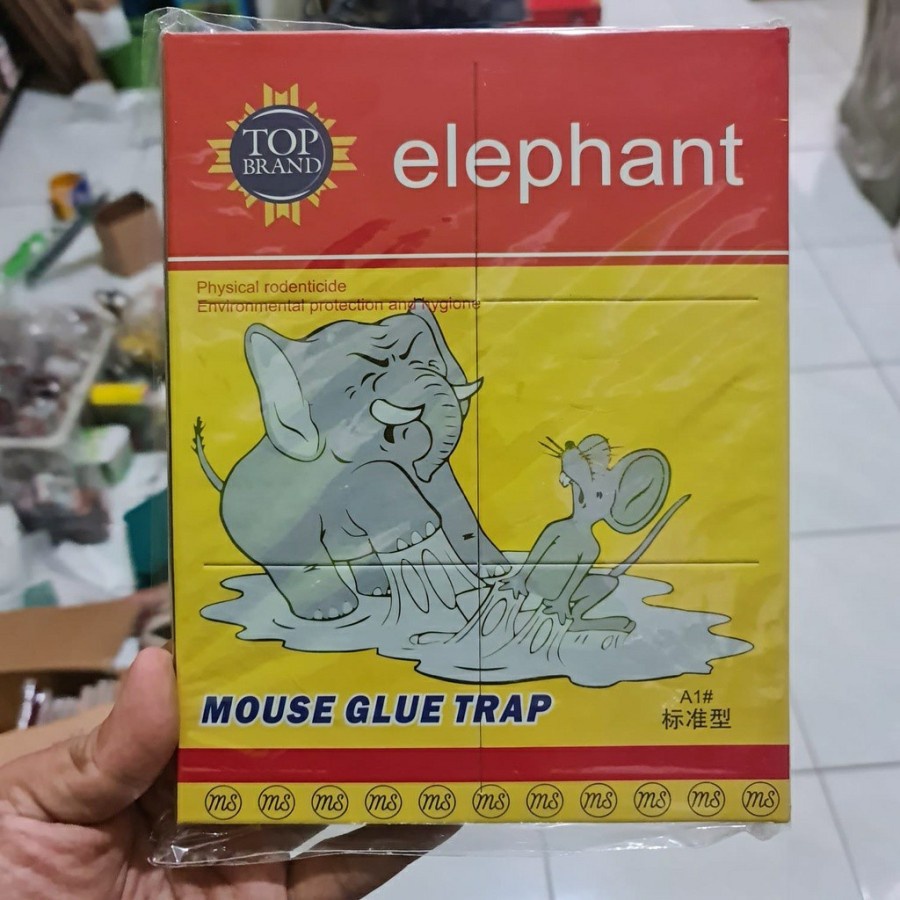 TOP
BRAND
elephant
Physical rodenticide
Environmental protection and hygione
MOUSE GLUE TRAP
A1#
标准型
ms ms ms ms ms ms ms ms ms ms ms